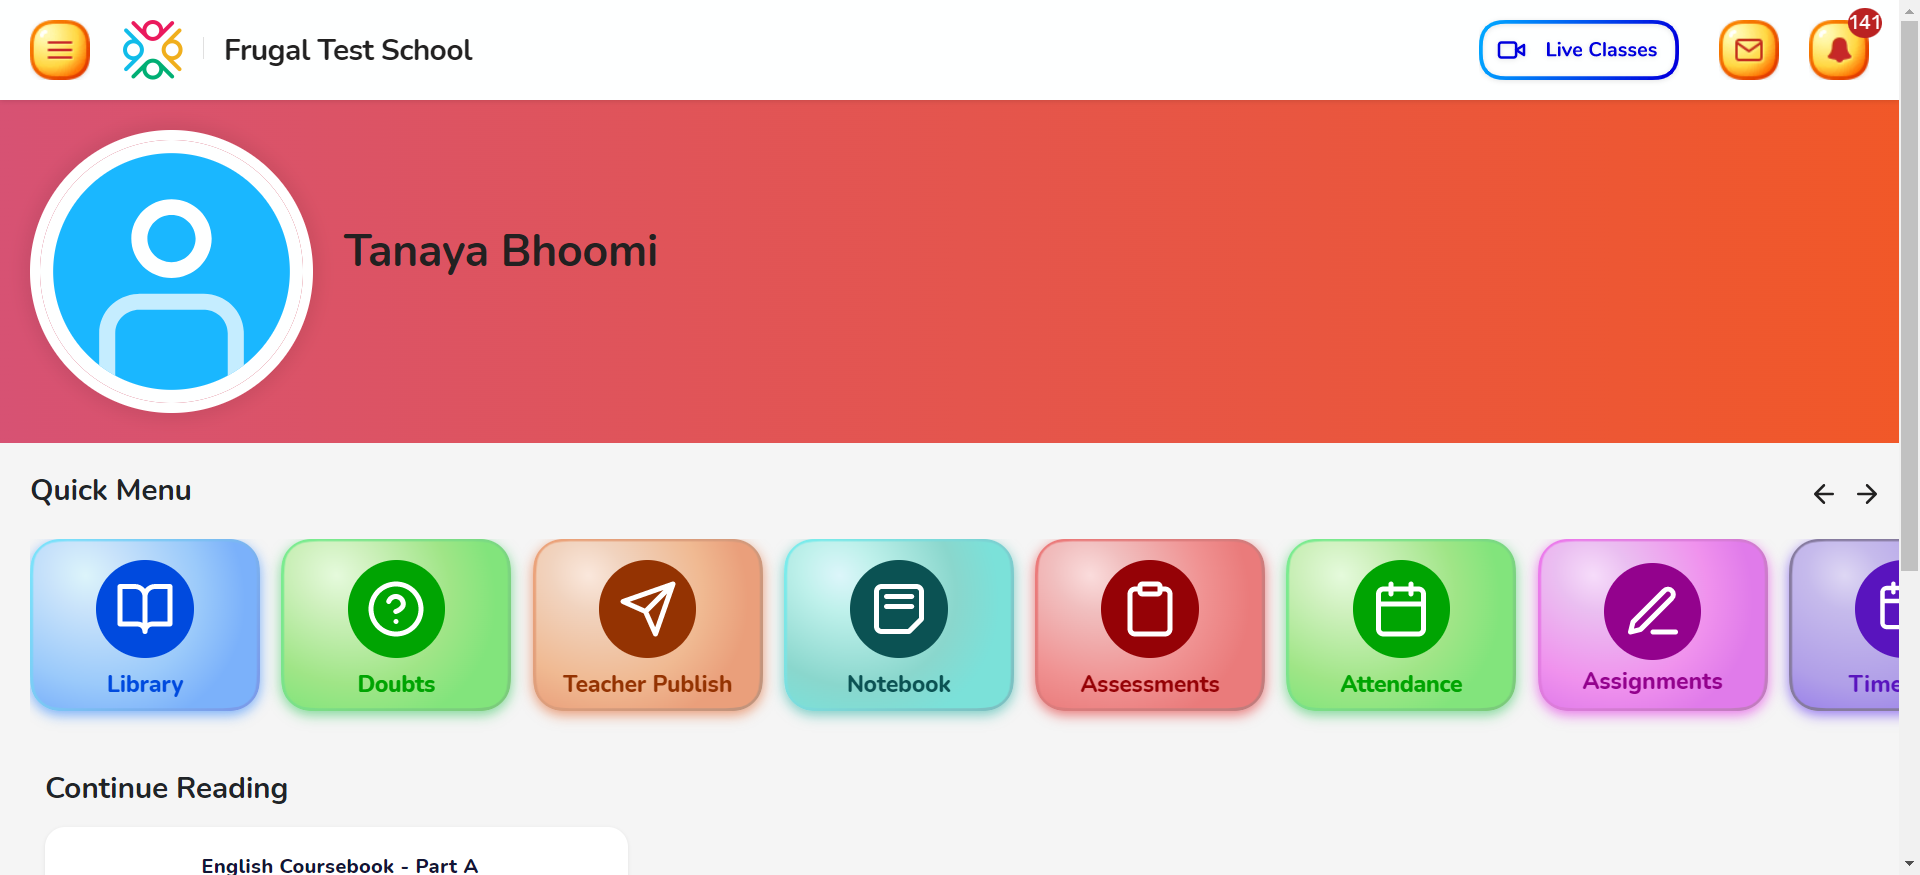 Frugal Test School
Live Classes
141
Tanaya Bhoomi
Quick Menu
Library
Doubts
Teacher Publish
Notebook
Assessments
Attendance
Assignments
Time
Continue Reading
English Coursebook - Part A